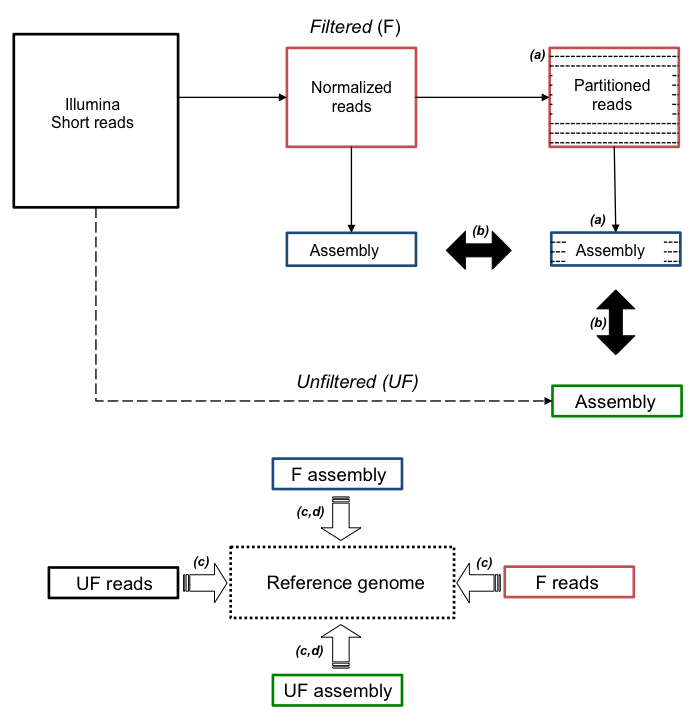 Filtered (F)
(a)
Illumina
Short reads
Normalized
reads
Partitioned
reads
(a)
Assembly
(b)
Assembly
(b)
Unfiltered (UF)
Assembly
F assembly
(c,d)
(c)
(c)
UF reads
Reference genome
F reads
(c,d)
UF assembly